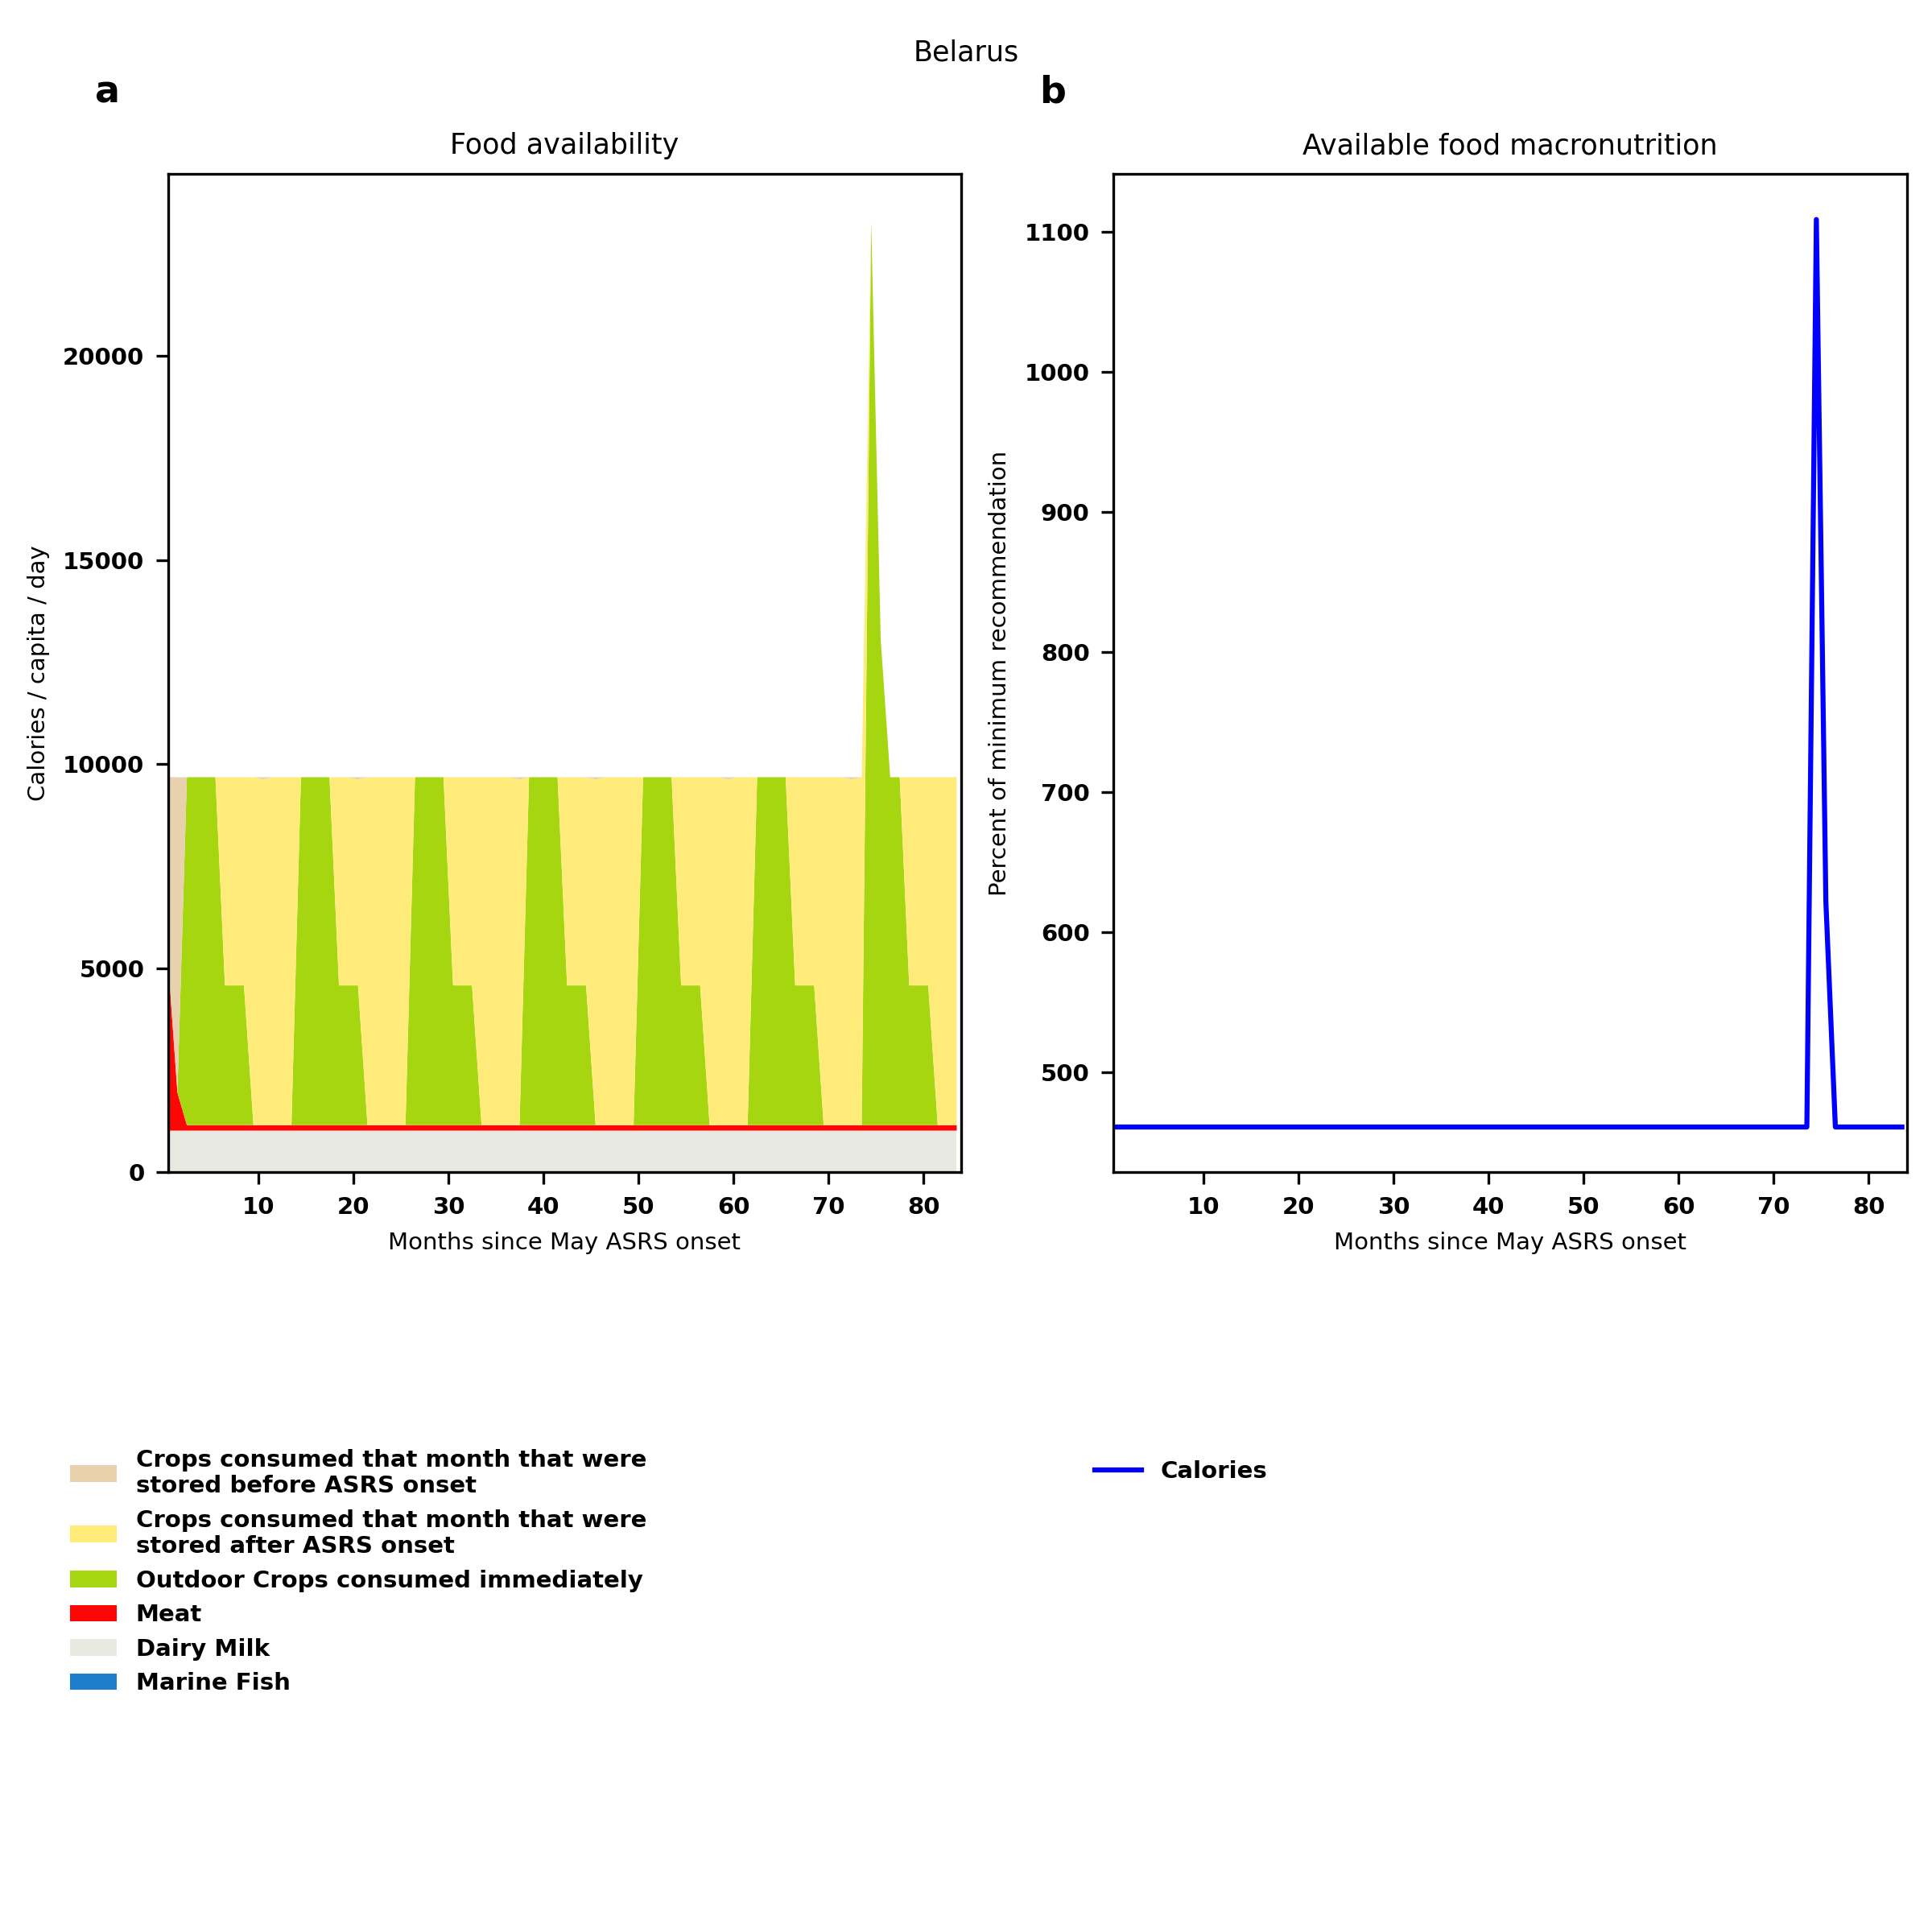 Belarus
a
Food availability
Calories / capita / day
20000
15000
10000
5000
0
10 20 30 40 50 60 70 80
Months since May ASRS onset
b
Available food macronutrition
Percent of minimum recommendation
1100
1000
900
800
700
600
500
10 20 30 40 50 60 70 80
Months since May ASRS onset
Crops consumed that month that were
stored before ASRS onset
Crops consumed that month that were
stored after ASRS onset
Outdoor Crops consumed immediately
Meat
Dairy Milk
Marine Fish
Calories